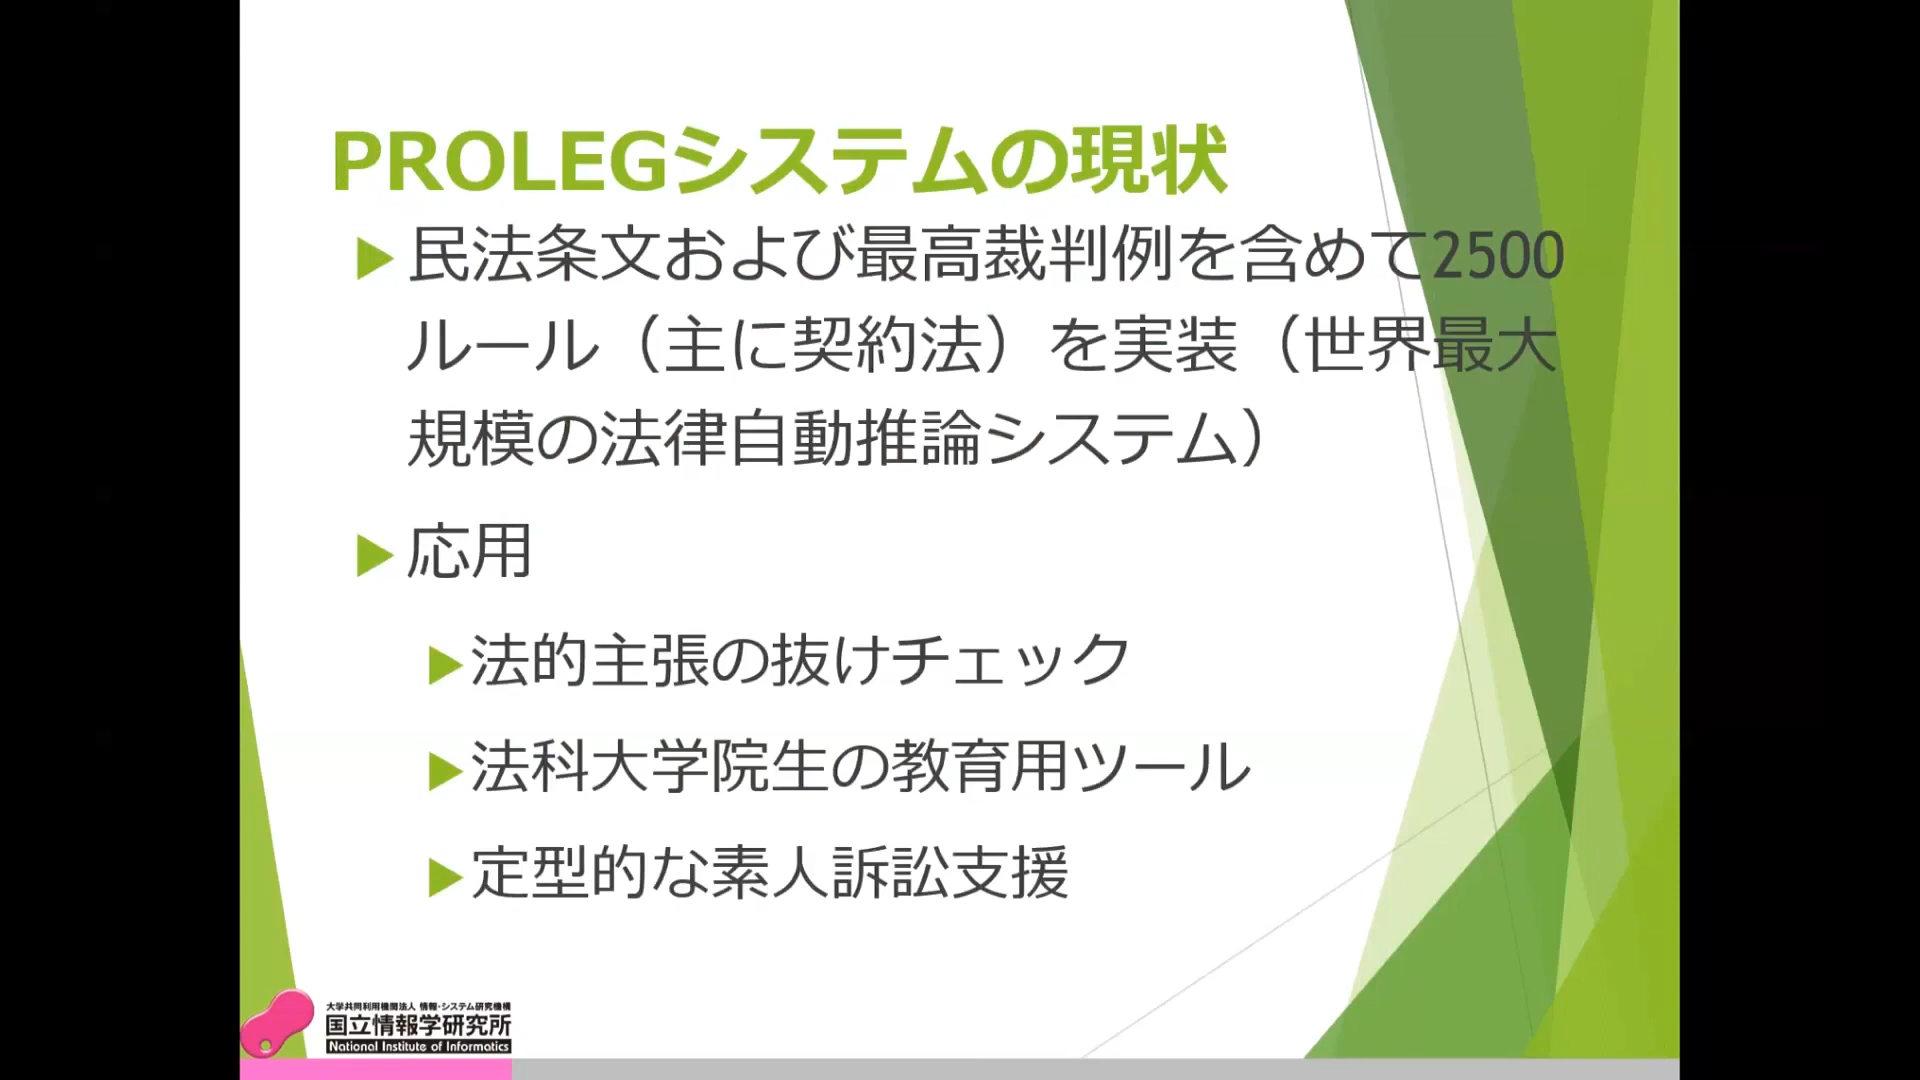 PROLEGシステムの現状
民法条文および最高裁判例を含めて2500
ルール（主に契約法）を実装（世界最大
規模の法律自動推論システム）
応用
法的主張の抜けチェック
法科大学院生の教育用ツール
定型的な素人訴訟支援
大学共同利用機関法人 情報・システム研究機構
国立情報学研究所
National Institute of Informatics